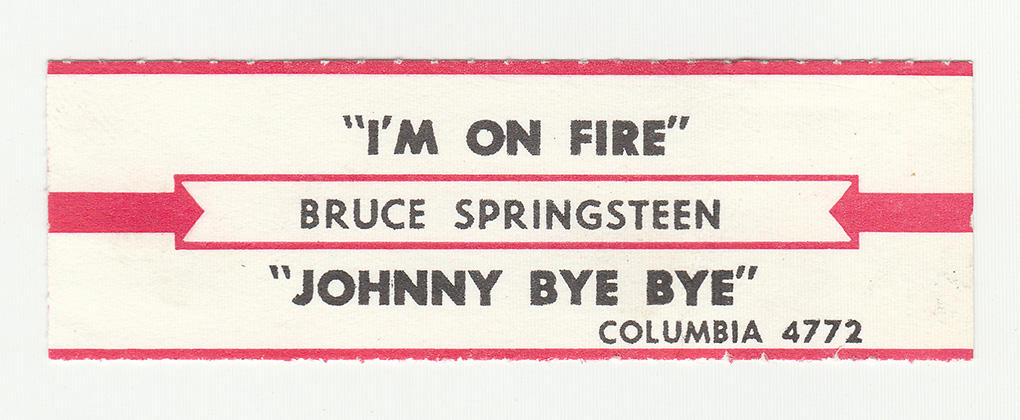 "I'M ON FIRE"
BRUCE SPRINGSTEEN
"JOHNNY BYE BYE"
COLUMBIA 4772